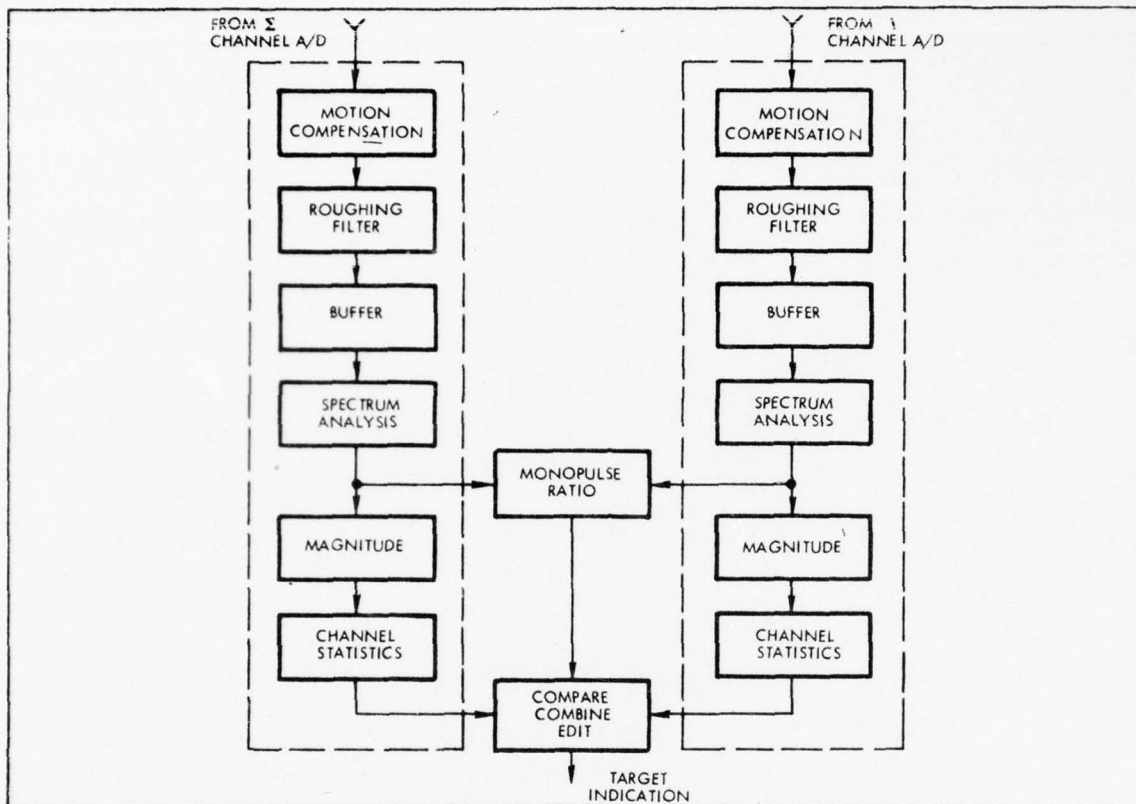 FROM Σ
CHANNEL A/D
MOTION
COMPENSATION
ROUGHING
FILTER
BUFFER
SPECTRUM
ANALYSIS
MAGNITUDE
CHANNEL
STATISTICS
MONOPULSE
RATIO
COMPARE
COMBINE
EDIT
TARGET
INDICATION
FROM
CHANNEL A/D
MOTION
COMPENSATION
ROUGHING
FILTER
BUFFER
SPECTRUM
ANALYSIS
MAGNITUDE
CHANNEL
STATISTICS